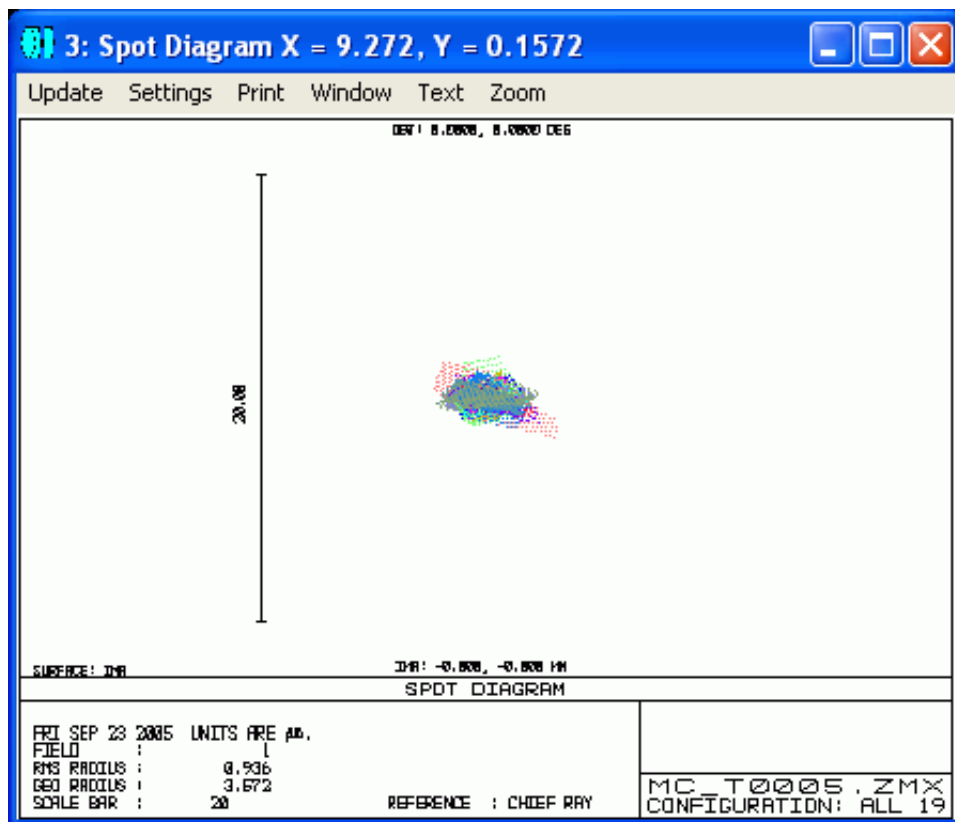 3: Spot Diagram X = 9.272, Y = 0.1572
Update Settings Print Window Text Zoom
20.00
SURFACE: IMA
IMA: -0.000, -0.000 MM
SPOT DIAGRAM
FRI SEP 23 2005 UNITS ARE µm.
FIELD : 1
RMS RADIUS : 0.936
GEO RADIUS :
SCALE BAR : 20
REFERENCE : CHIEF RAY
MC_T0005.ZMX
CONFIGURATION: ALL 19